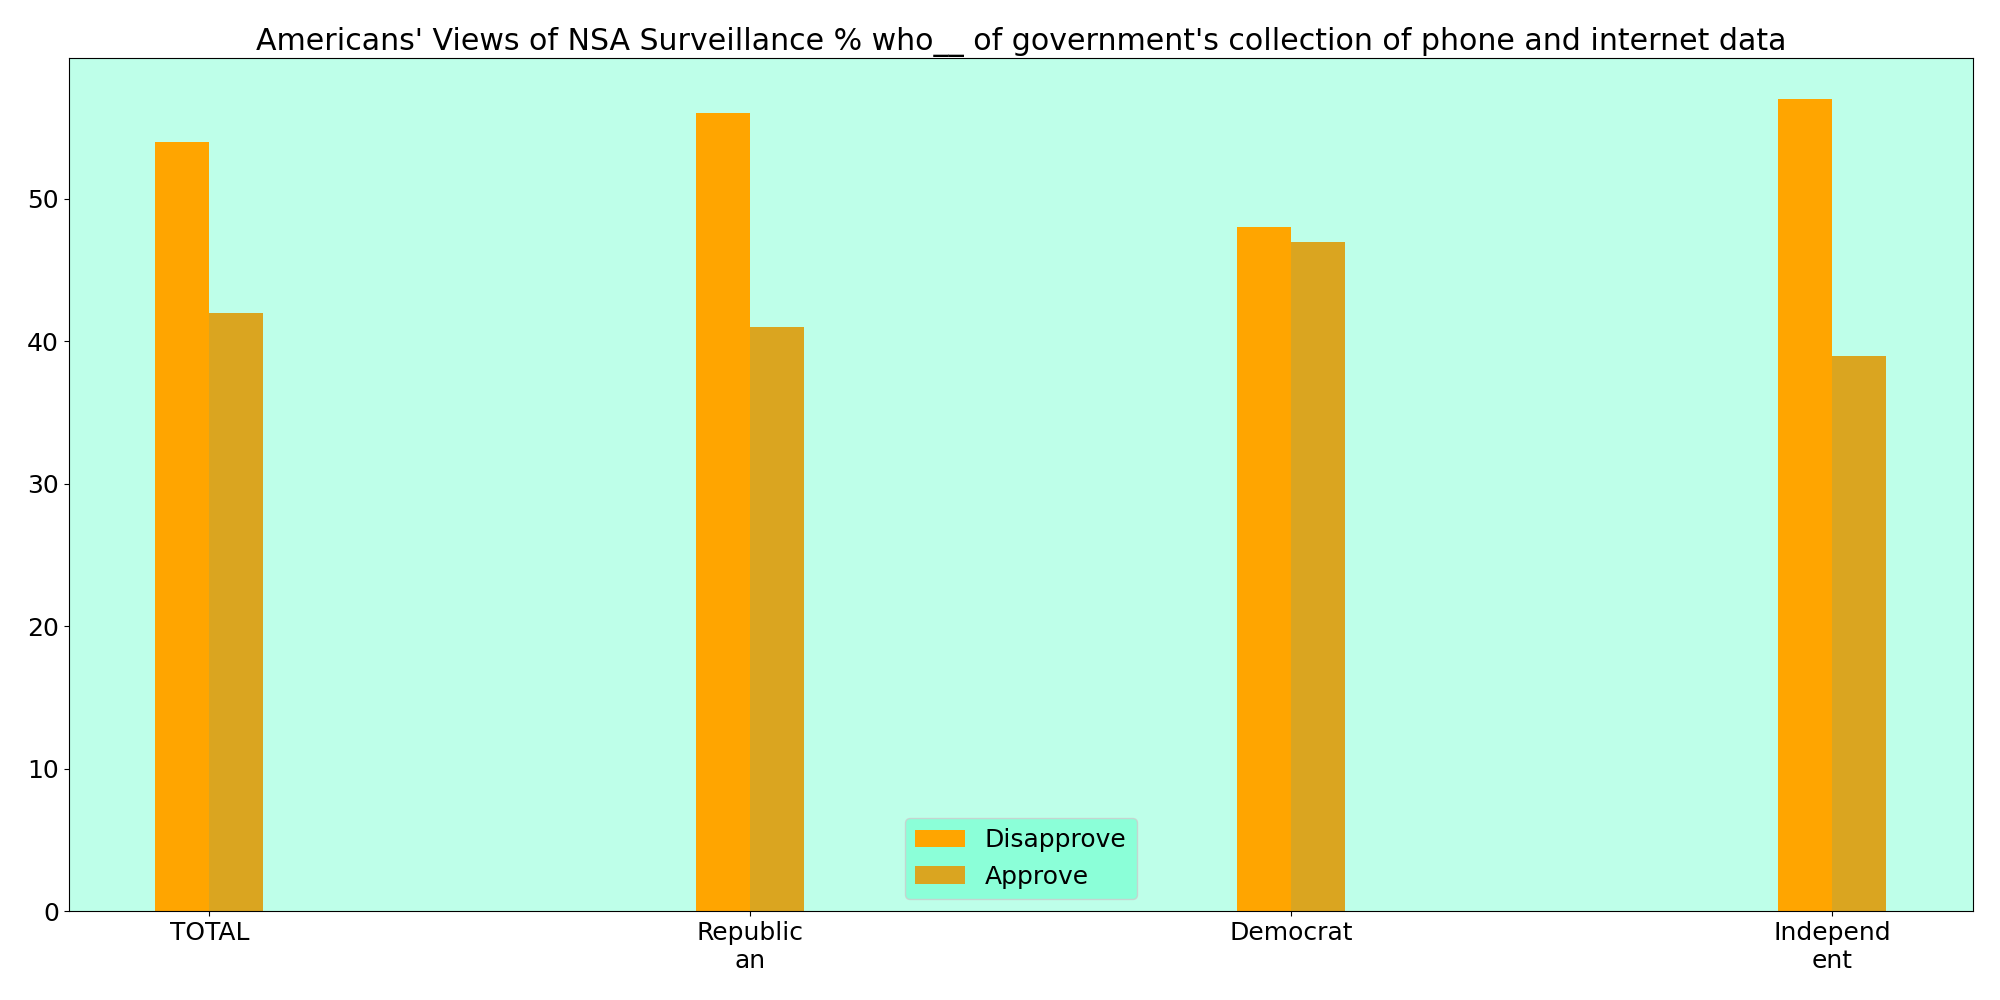 Americans' Views of NSA Surveillance % who__ of government's collection of phone and internet data
50
40
30
20
10
0
Disapprove
Approve
TOTAL
Republic
an
Democrat
Independ
ent